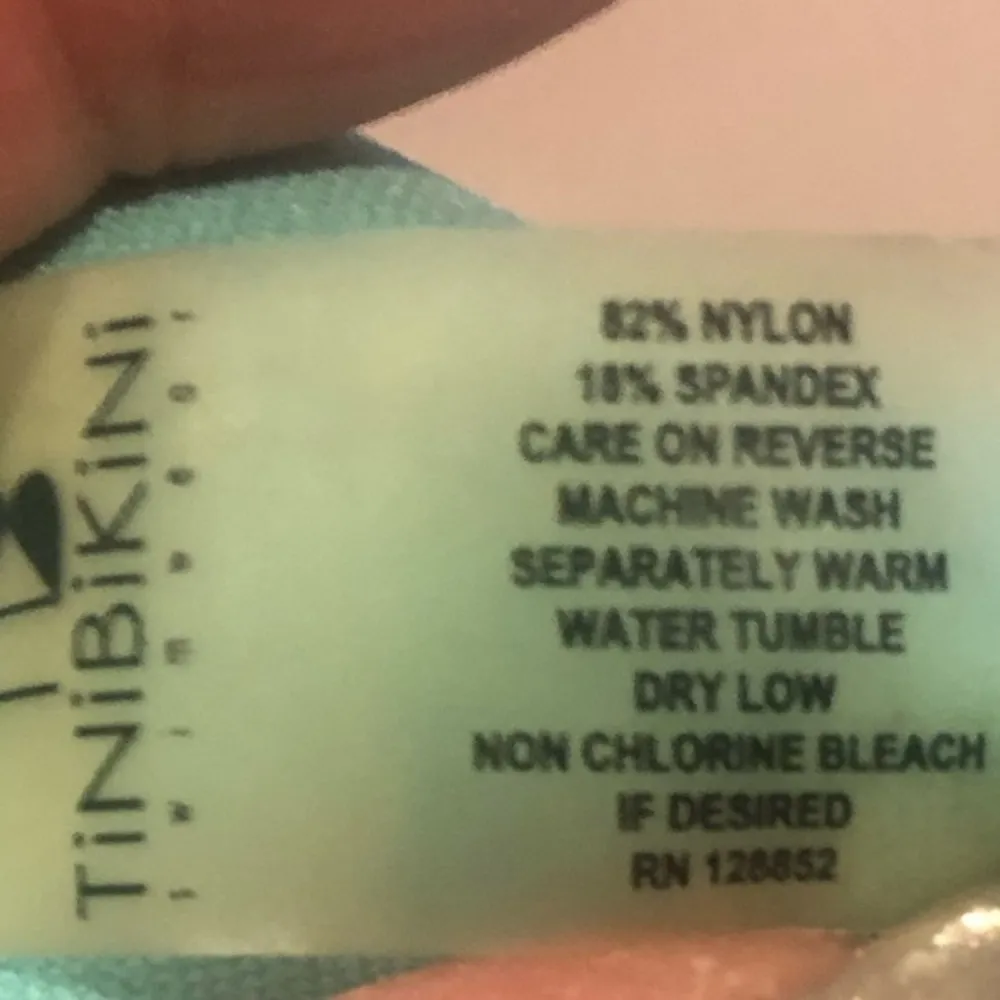 TiNiBiKiNi
82% NYLON
18% SPANDEX
CARE ON REVERSE
MACHINE WASH
SEPARATELY WARM
WATER TUMBLE
DRY LOW
NON CHLORINE BLEACH
IF DESIRED
RN